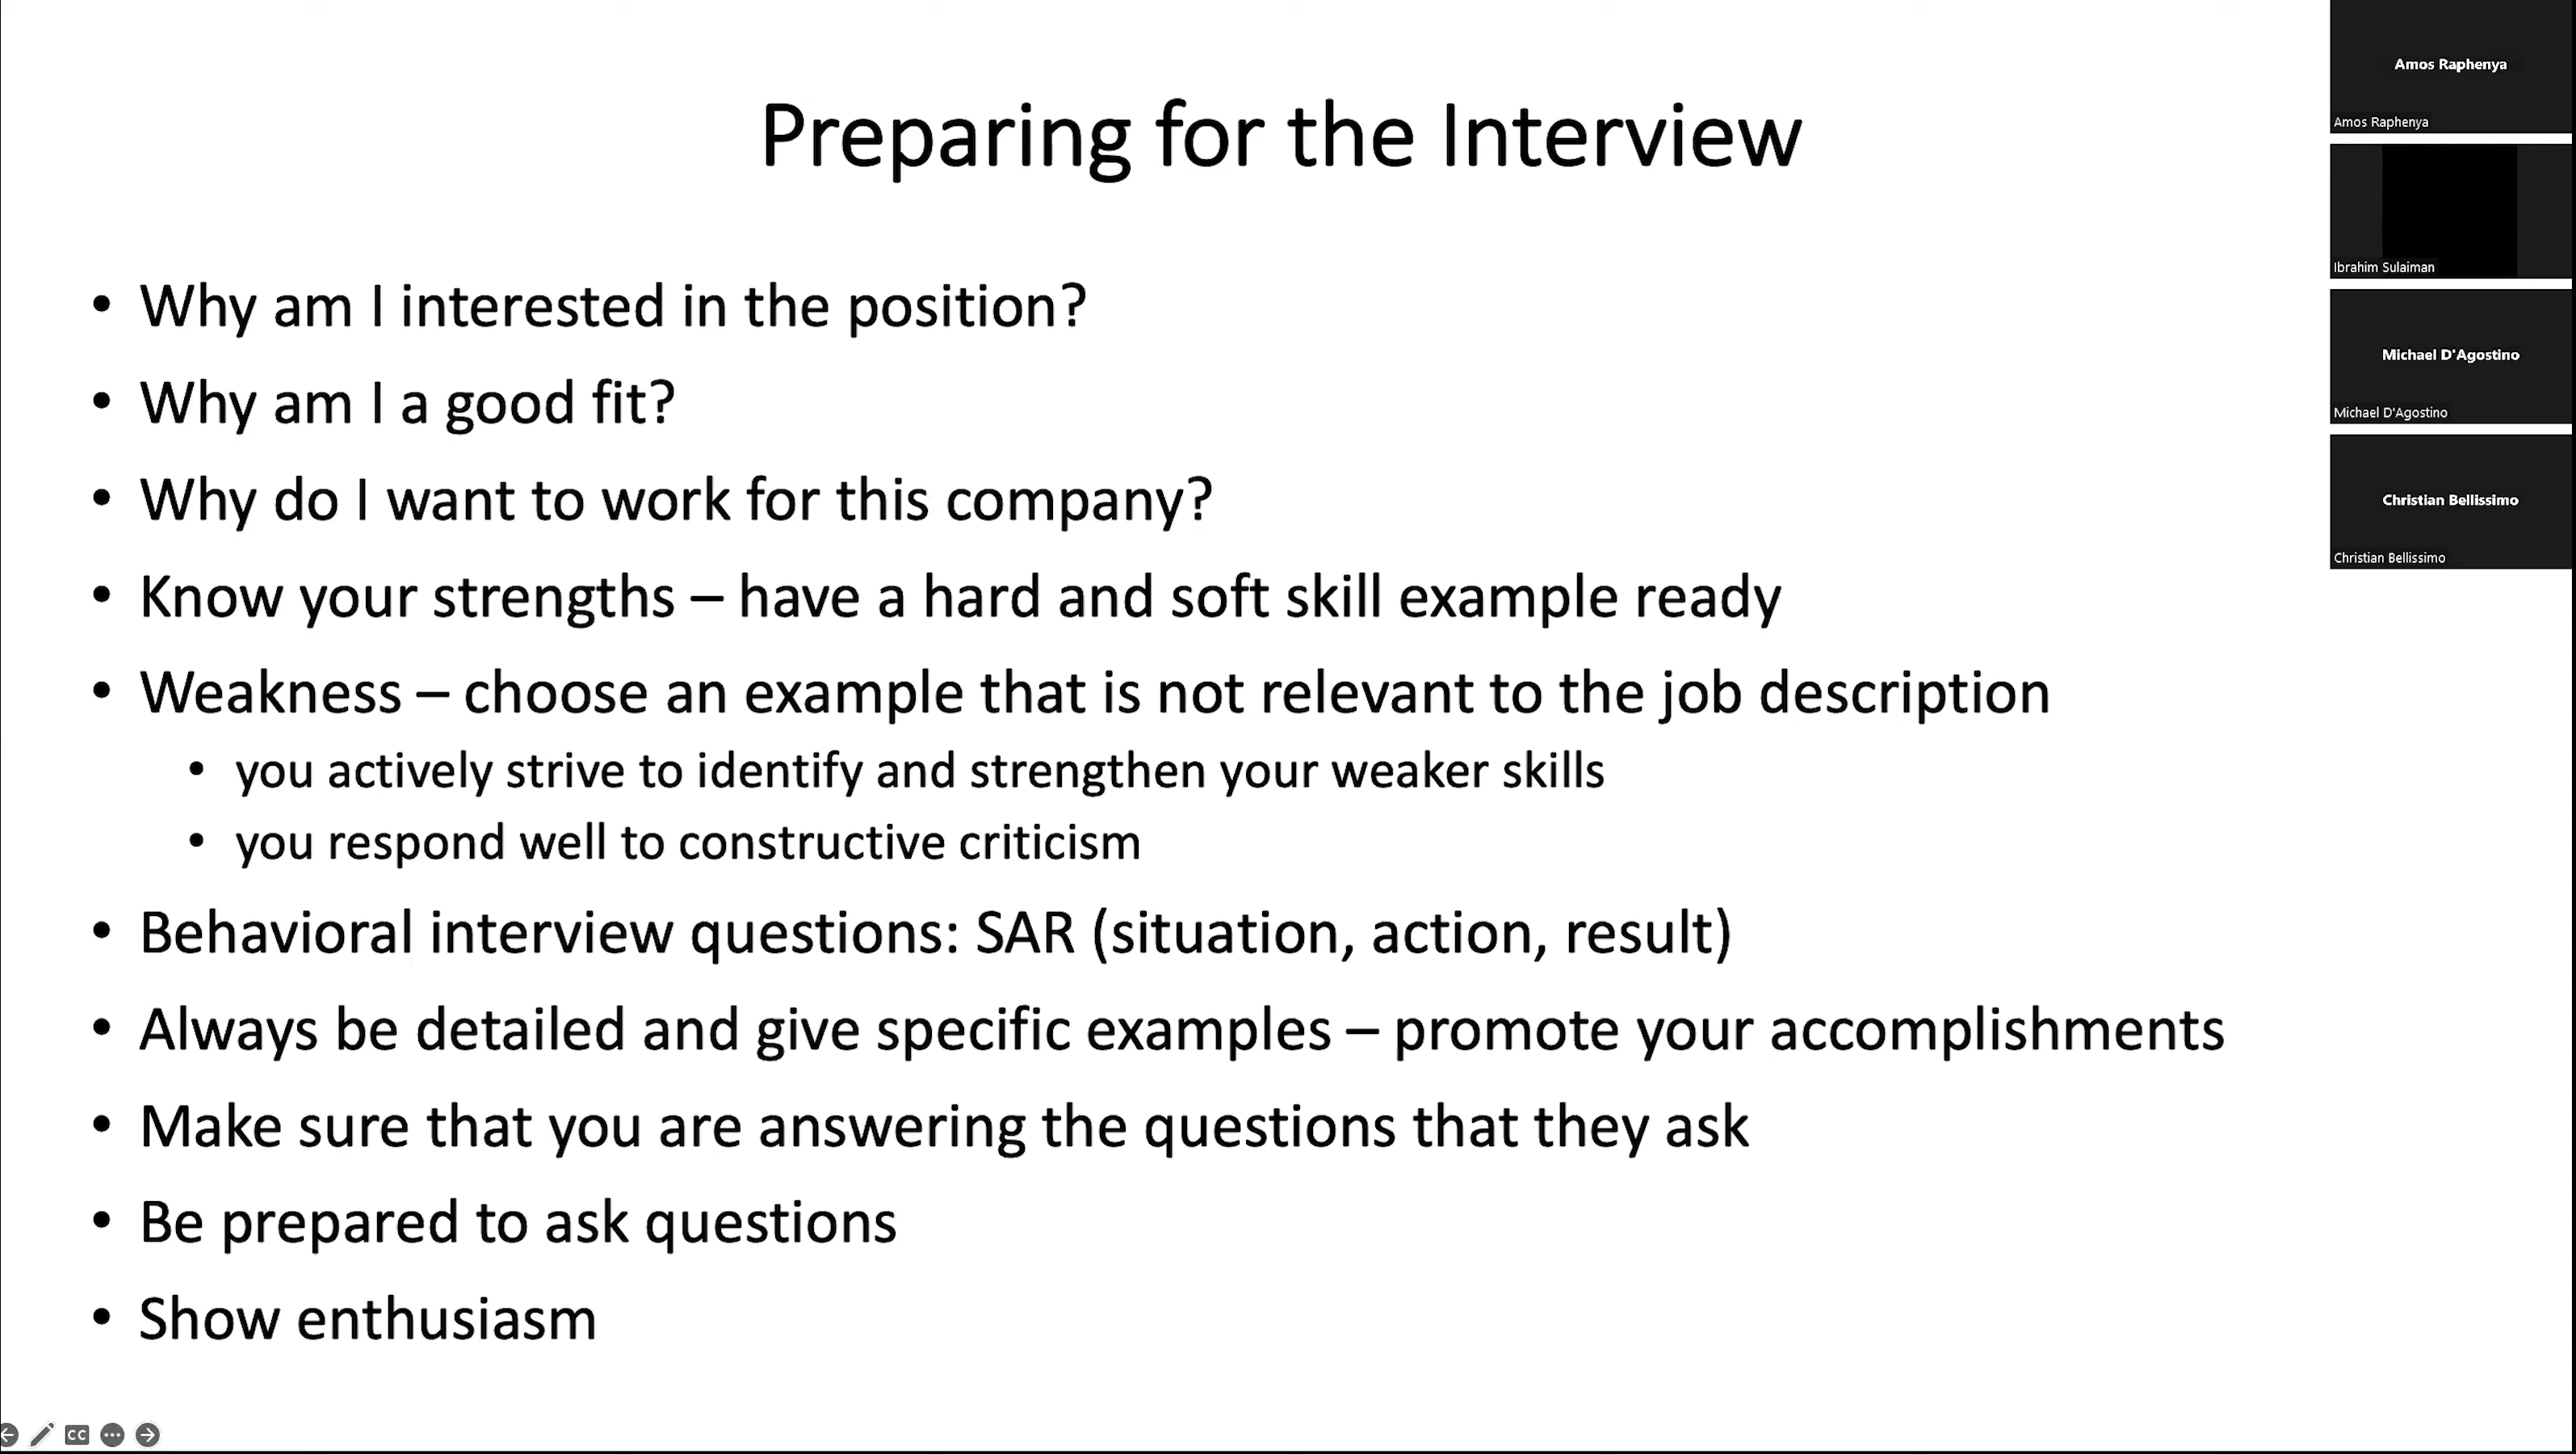 Preparing for the Interview
• Why am I interested in the position?
• Why am I a good fit?
• Why do I want to work for this company?
• Know your strengths – have a hard and soft skill example ready
• Weakness – choose an example that is not relevant to the job description
• you actively strive to identify and strengthen your weaker skills
• you respond well to constructive criticism
• Behavioral interview questions: SAR (situation, action, result)
• Always be detailed and give specific examples – promote your accomplishments
• Make sure that you are answering the questions that they ask
• Be prepared to ask questions
• Show enthusiasm
Amos Raphenya
Amos Raphenya
Ibrahim Sulaiman
Michael D'Agostino
Michael D'Agostino
Christian Bellissimo
Christian Bellissimo
CC